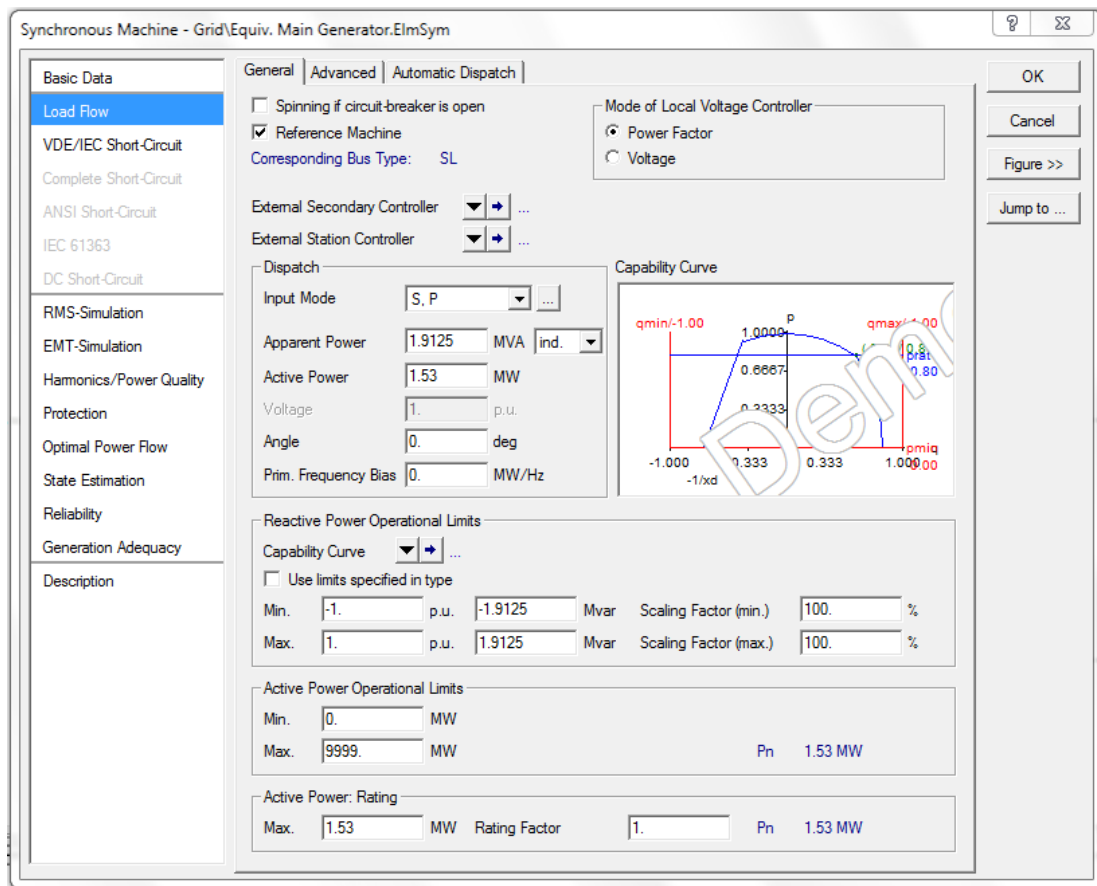 Synchronous Machine - Grid\Equiv. Main Generator.ElmSym
Basic Data
Load Flow
VDE/IEC Short-Circuit
Complete Short-Circuit
ANSI Short-Circuit
IEC 61363
DC Short-Circuit
RMS-Simulation
EMT-Simulation
Harmonics/Power Quality
Protection
Optimal Power Flow
State Estimation
Reliability
Generation Adequacy
Description
General Advanced Automatic Dispatch
Spinning if circuit-breaker is open
Reference Machine
Corresponding Bus Type: SL
Mode of Local Voltage Controller
Power Factor
Voltage
External Secondary Controller ...
External Station Controller ...
Dispatch
Input Mode S, P ...
Apparent Power 1.9125 MVA ind.
Active Power 1.53 MW
Voltage 1. p.u.
Angle 0. deg
Prim. Frequency Bias 0. MW/Hz
Capability Curve
qmin/-1.00 p
1.0000
0.6667
0.3333
prat
0.80
pmin
0.00
-1.000 0.333 0.333 1.000
-1/xd
Demo
Reactive Power Operational Limits
Capability Curve ...
Use limits specified in type
Min. -1. p.u. -1.9125 Mvar Scaling Factor (min.) 100. %
Max. 1. p.u. 1.9125 Mvar Scaling Factor (max.) 100. %
Active Power Operational Limits
Min. 0. MW
Max. 9999. MW Pn 1.53 MW
Active Power: Rating
Max. 1.53 MW Rating Factor 1. Pn 1.53 MW
OK
Cancel
Figure >>
Jump to ...